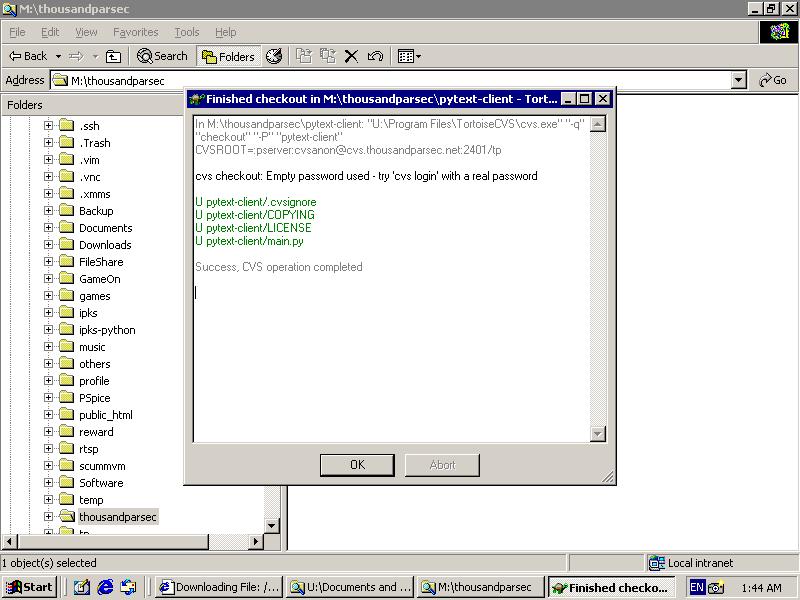 M:\thousandparsec
File Edit View Favorites Tools Help
Back Search Folders
Address M:\thousandparsec Go
Folders
.ssh
.Trash
.vim
.vnc
.xmms
Backup
Documents
Downloads
FileShare
GameOn
games
ipks
ipks-python
music
others
profile
PSpice
public_html
reward
rtsp
scummvm
Software
temp
thousandparsec
Finished checkout in M:\thousandparsec\pytext-client - Tort...
In M:\thousandparsec\pytext-client: "U:\Program Files\TortoiseCVS\cvs.exe" "-q"
"checkout" "-P" "pytext-client"
CVSROOT=:pserver:cvsanon@cvs.thousandparsec.net:2401/tp
cvs checkout: Empty password used - try 'cvs login' with a real password
U pytext-client/.cvsignore
U pytext-client/COPYING
U pytext-client/LICENSE
U pytext-client/main.py
Success, CVS operation completed
OK Abort
1 object(s) selected Local intranet
Start Downloading File: /... U:\Documents and ... M:\thousandparsec Finished checko... EN 1:44 AM